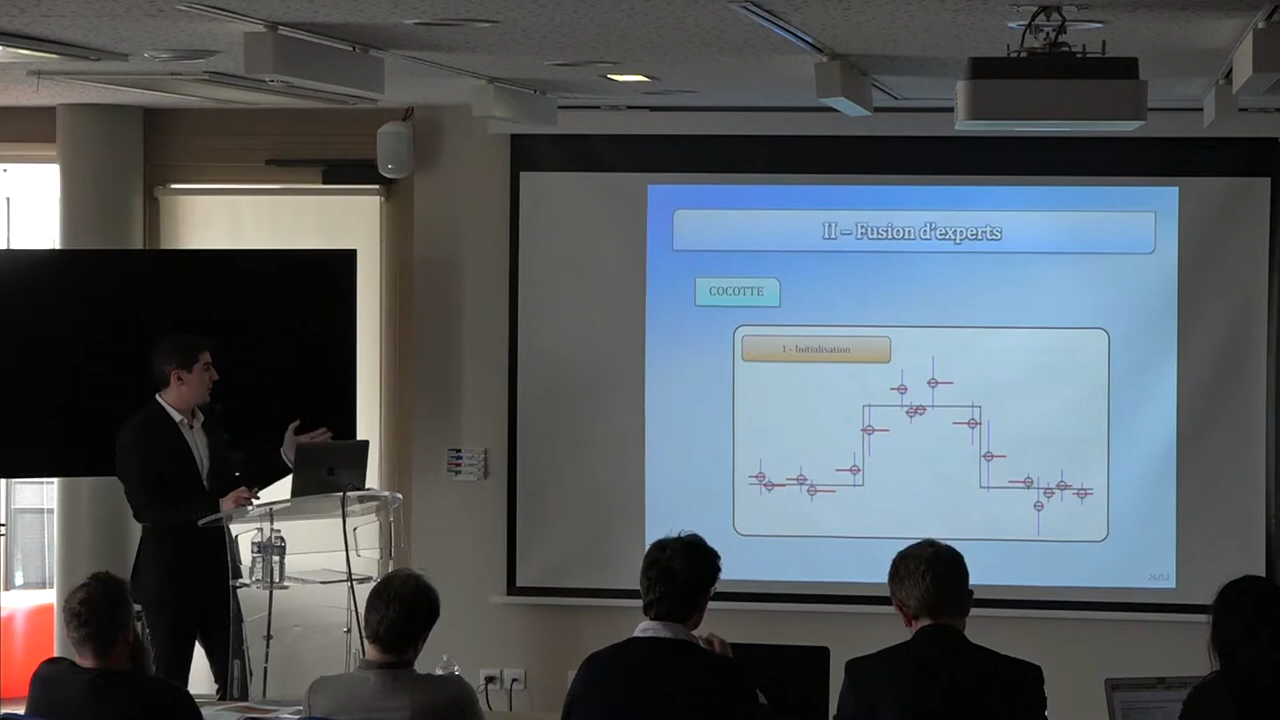 II – Fusion d'experts
COCOTTE
1 - Initialisation
26/52